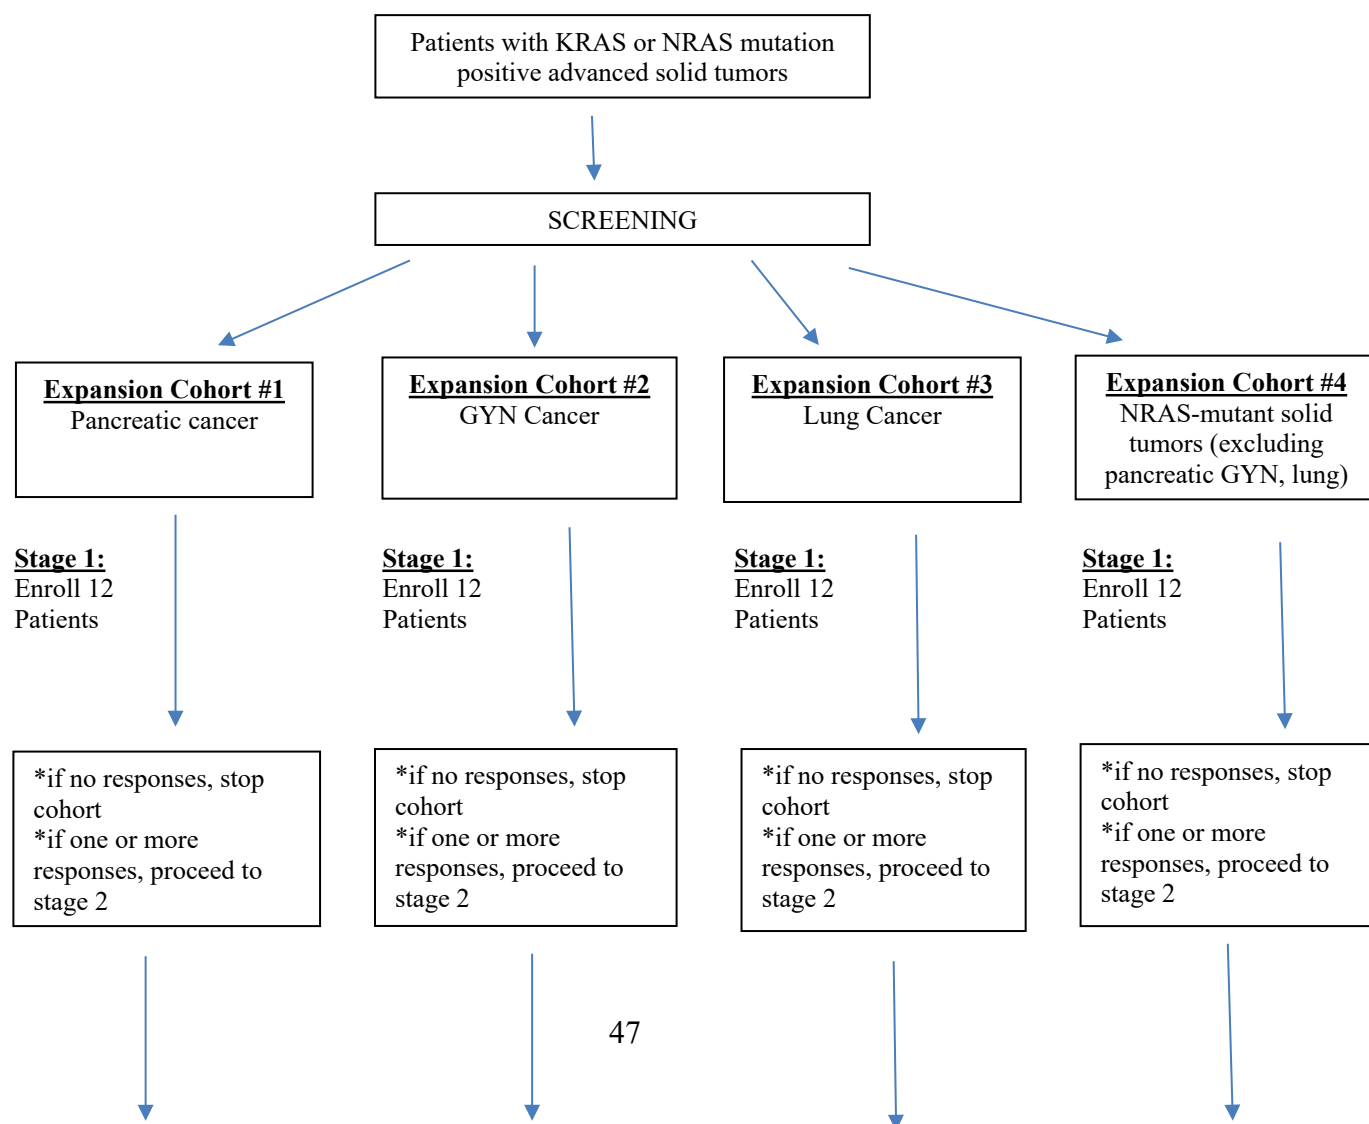 Patients with KRAS or NRAS mutation
positive advanced solid tumors
SCREENING
Expansion Cohort #1
Pancreatic cancer
Expansion Cohort #2
GYN Cancer
Expansion Cohort #3
Lung Cancer
Expansion Cohort #4
NRAS-mutant solid
tumors (excluding
pancreatic GYN, lung)
Stage 1:
Enroll 12
Patients
Stage 1:
Enroll 12
Patients
Stage 1:
Enroll 12
Patients
Stage 1:
Enroll 12
Patients
*if no responses, stop
cohort
*if one or more
responses, proceed to
stage 2
*if no responses, stop
cohort
*if one or more
responses, proceed to
stage 2
*if no responses, stop
cohort
*if one or more
responses, proceed to
stage 2
*if no responses, stop
cohort
*if one or more
responses, proceed to
stage 2
47